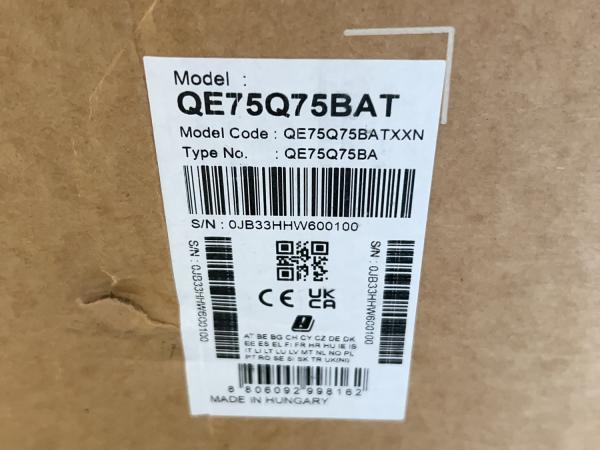 Model :
QE75Q75BAT
Model Code : QE75Q75BATXXN
Type No. : QE75Q75BA
S/N : 0JB33HHW600100
S/N : 0JB33HHW600100
S/N : 0JB33HHW600100
CE UK
CA
AT BE BG CH CY CZ DE DK
EE ES EL FI FR HR HU IE IS
IT LI LT LU LV MT NL NO PL
PT RO SE SI SK TR UK(NI)
8 806092 998162
MADE IN HUNGARY